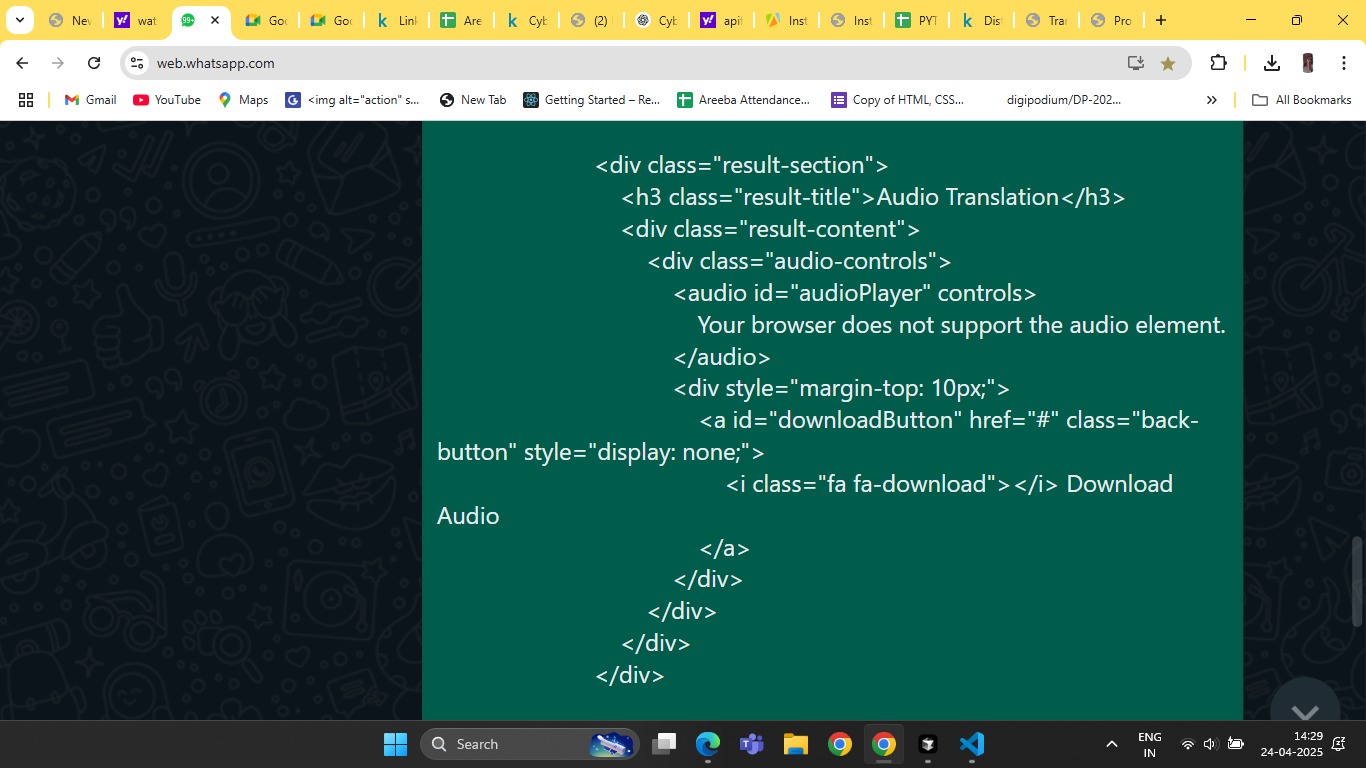 Nev
wat
99+
Goo
Goo
Link
Are
Cyb
(2)
Cyb
apif
Inst
Inst
PYT
Dis
Tra
Pro
web.whatsapp.com
Gmail
YouTube
Maps
<img alt="action" s...
New Tab
Getting Started – Re...
Areeba Attendance...
Copy of HTML, CSS...
digipodium/DP-202...
»
All Bookmarks
<div class="result-section">
<h3 class="result-title">Audio Translation</h3>
<div class="result-content">
<div class="audio-controls">
<audio id="audioPlayer" controls>
Your browser does not support the audio element.
</audio>
<div style="margin-top: 10px;">
<a id="downloadButton" href="#" class="back-
button" style="display: none;">
<i class="fa fa-download"></i> Download
Audio
</a>
</div>
</div>
</div>
</div>
Search
ENG
IN
14:29
24-04-2025